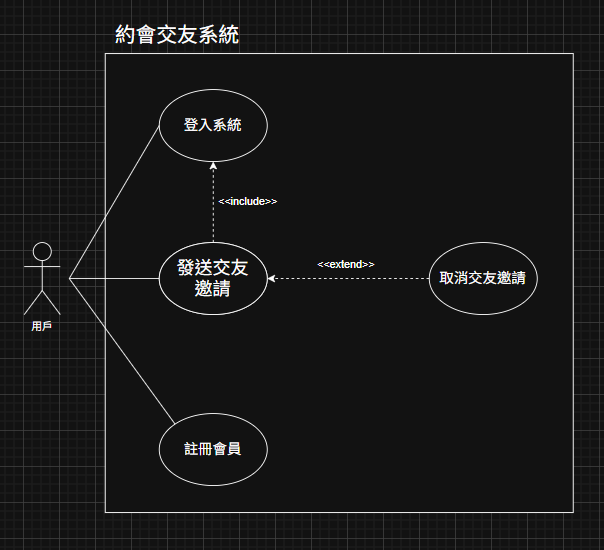 約會交友系統
登入系統
<<include>>
發送交友
邀請
<<extend>>
取消交友邀請
用戶
註冊會員